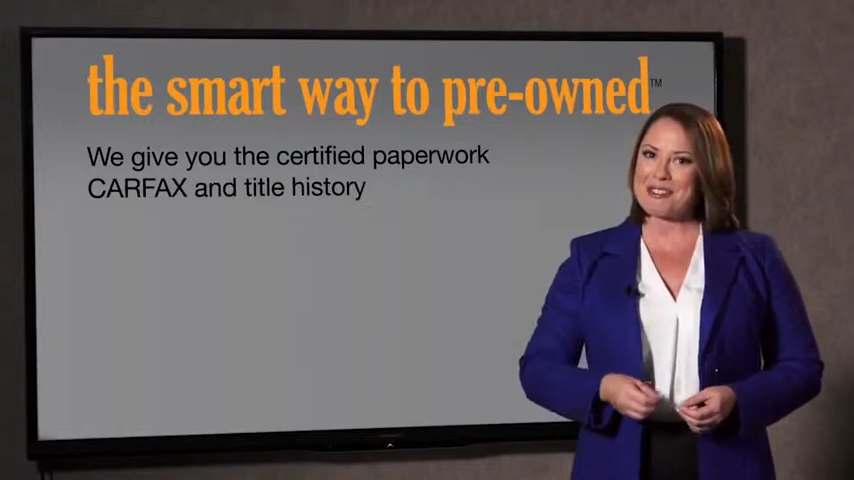 the smart way to pre-owned™
We give you the certified paperwork
CARFAX and title history